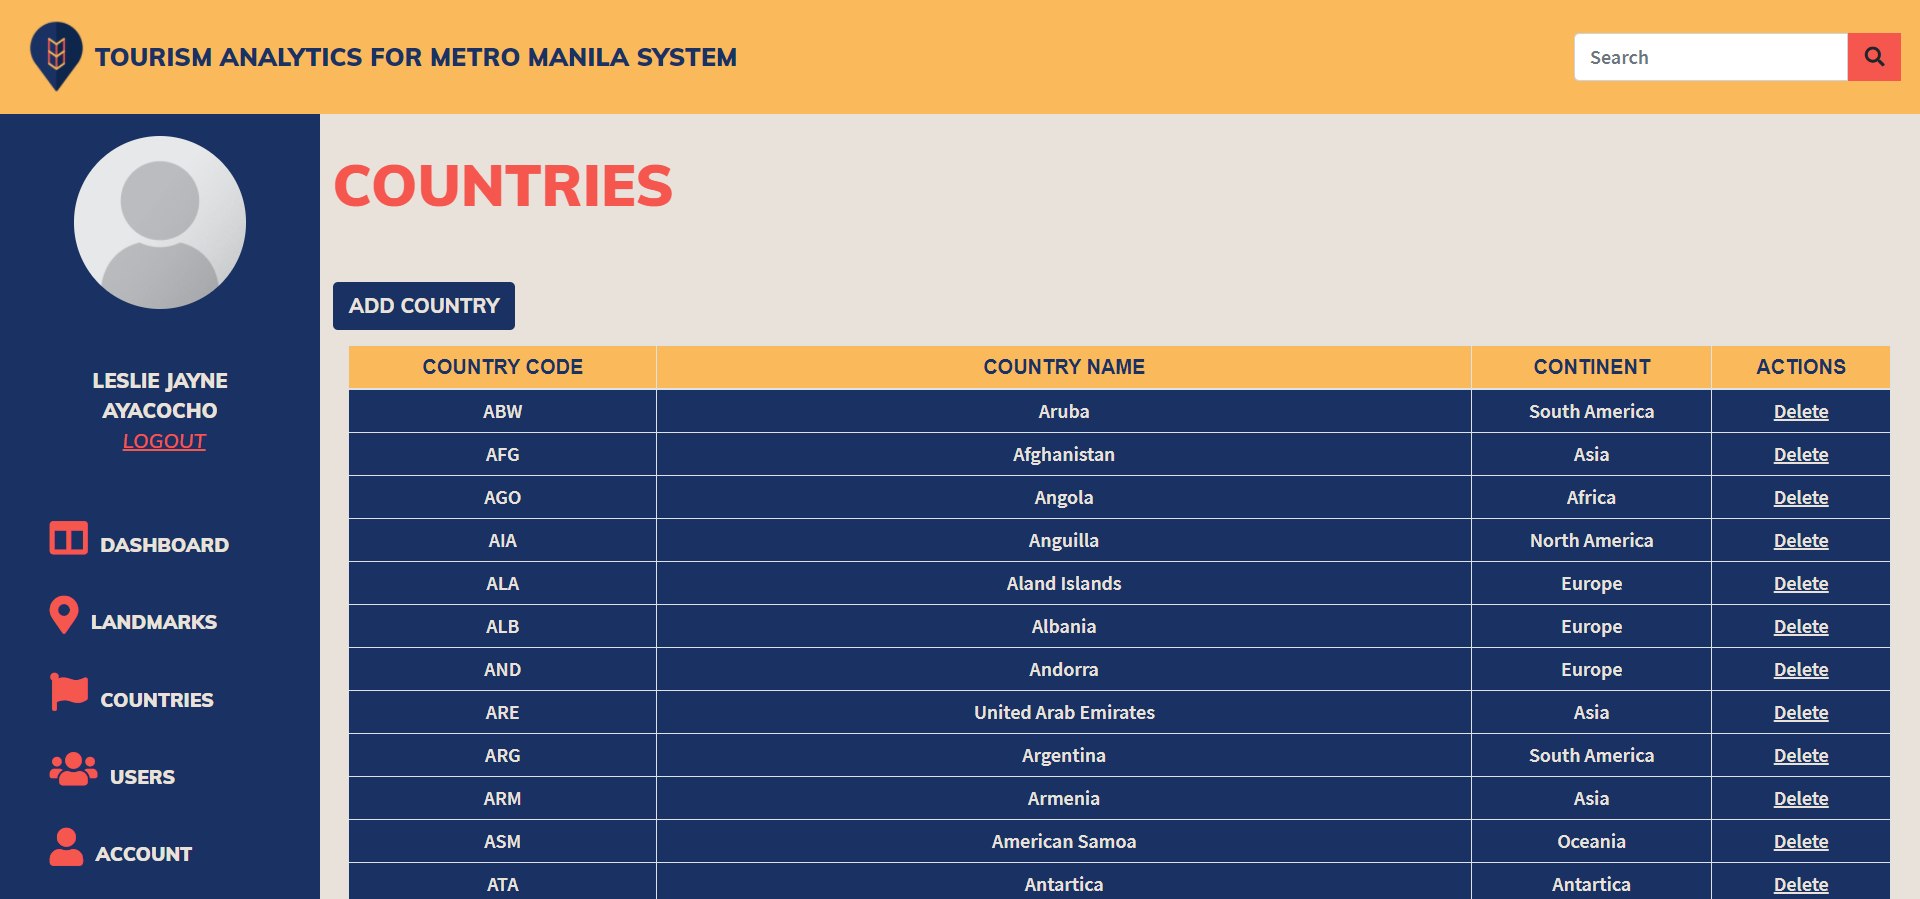 TOURISM ANALYTICS FOR METRO MANILA SYSTEM
Search
LESLIE JAYNE
AYACOCHO
LOGOUT
DASHBOARD
LANDMARKS
COUNTRIES
USERS
ACCOUNT
COUNTRIES
ADD COUNTRY
COUNTRY CODE COUNTRY NAME CONTINENT ACTIONS
ABW Aruba South America Delete
AFG Afghanistan Asia Delete
AGO Angola Africa Delete
AIA Anguilla North America Delete
ALA Aland Islands Europe Delete
ALB Albania Europe Delete
AND Andorra Europe Delete
ARE United Arab Emirates Asia Delete
ARG Argentina South America Delete
ARM Armenia Asia Delete
ASM American Samoa Oceania Delete
ATA Antartica Antartica Delete